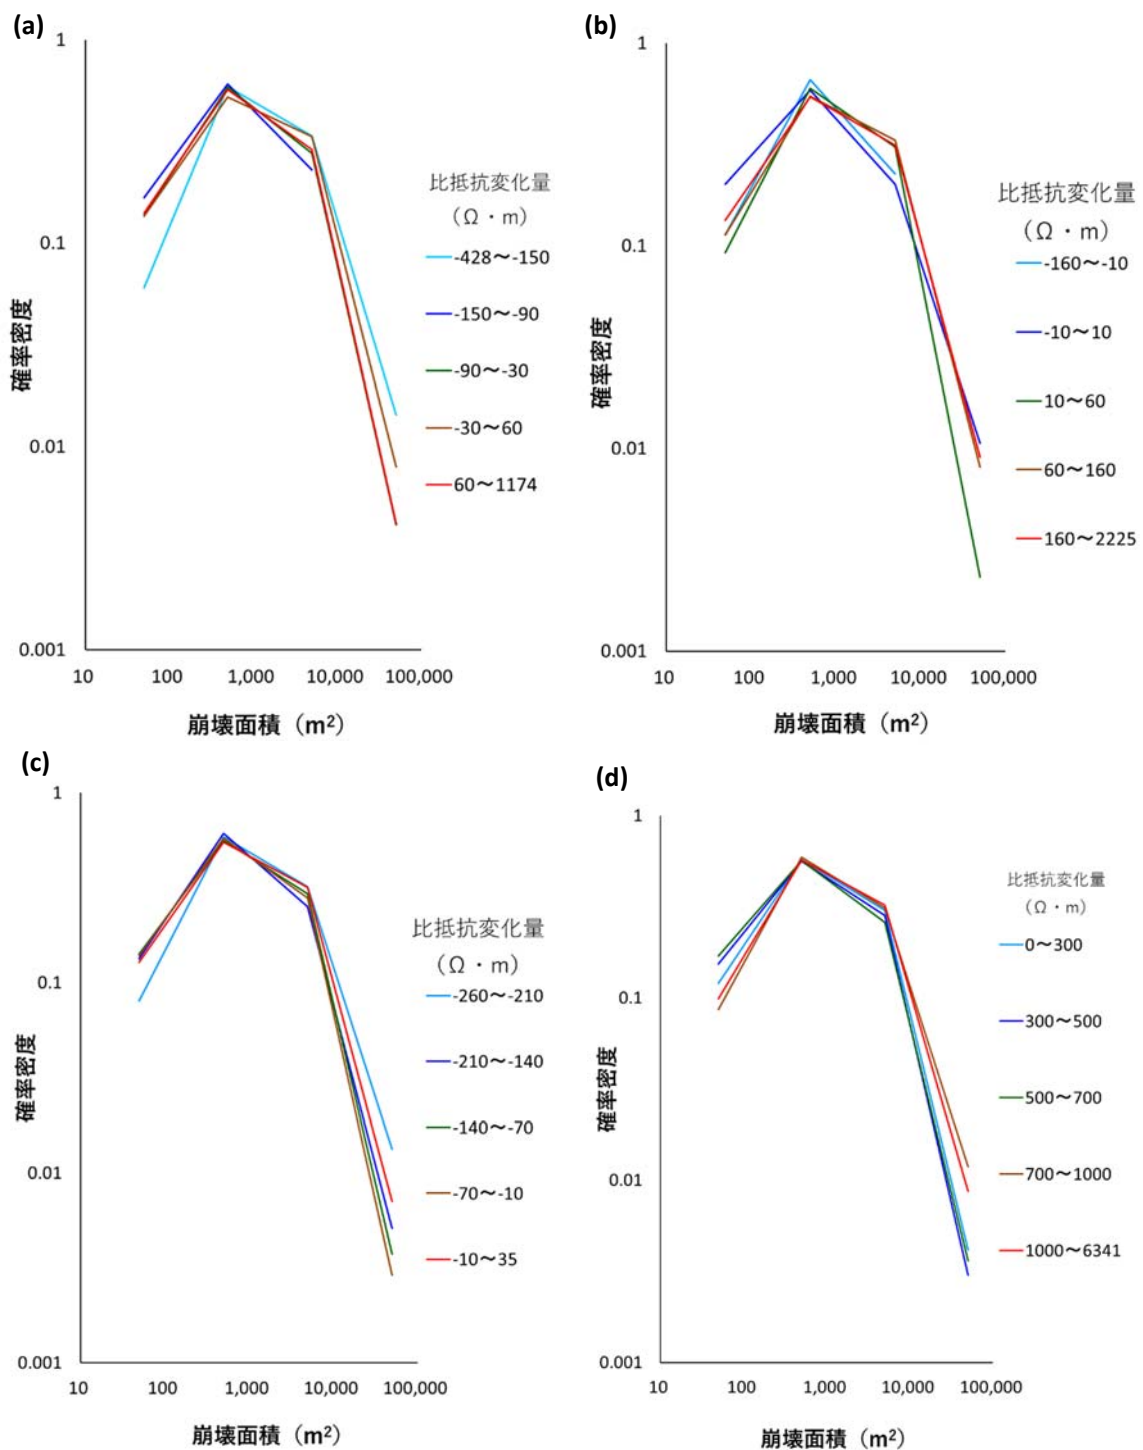 (a)
1
0.1
0.01
0.001
10
100
1,000
10,000
100,000
確率密度
崩壊面積（m²）
比抵抗変化量
（Ω・m）
-428～-150
-150～-90
-90～-30
-30～60
60～1174
(b)
1
0.1
0.01
0.001
10
100
1,000
10,000
100,000
確率密度
崩壊面積（m²）
比抵抗変化量
（Ω・m）
-160～-10
-10～10
10～60
60～160
160～2225
(c)
1
0.1
0.01
0.001
10
100
1,000
10,000
100,000
確率密度
崩壊面積（m²）
比抵抗変化量
（Ω・m）
-260～-210
-210～-140
-140～-70
-70～-10
-10～35
(d)
1
0.1
0.01
0.001
10
100
1,000
10,000
100,000
確率密度
崩壊面積（m²）
比抵抗変化量
（Ω・m）
0～300
300～500
500～700
700～1000
1000～6341